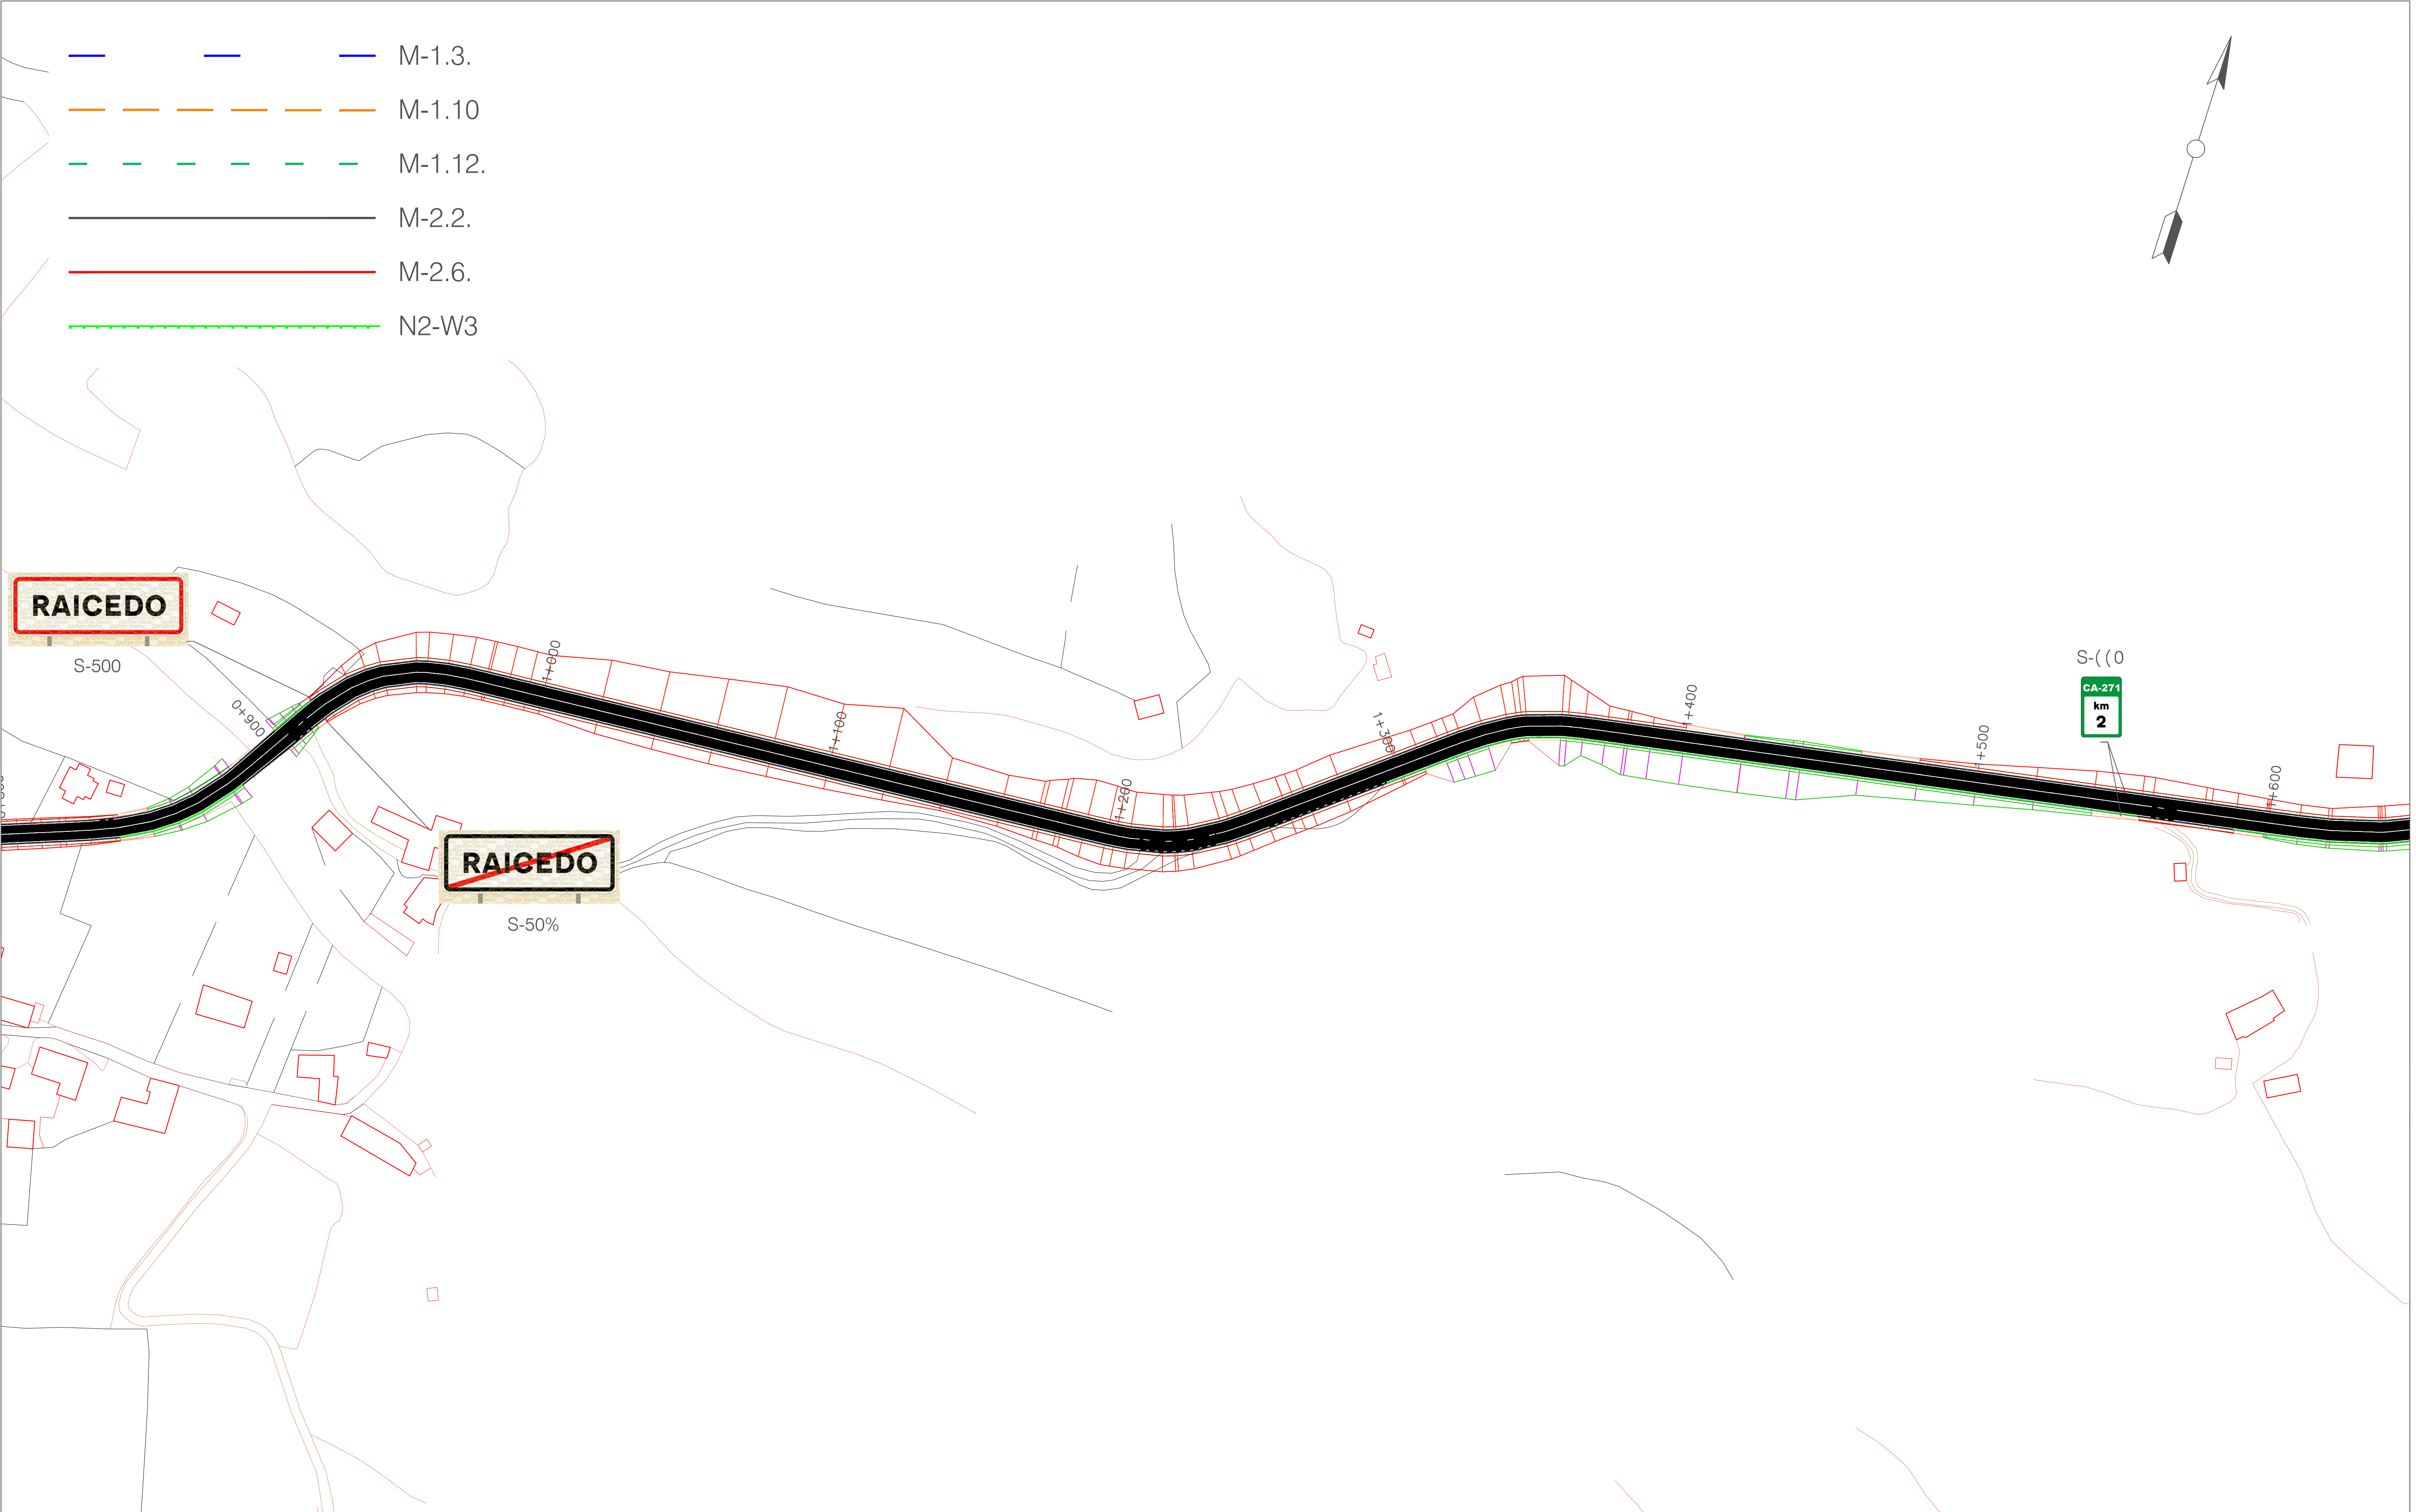 M-1.3.
M-1.10
M-1.12.
M-2.2.
M-2.6.
N2-W3
RAICEDO
S-500
0+900
1+000
1+100
1+200
1+300
1+400
1+500
1+600
S-((0
CA-271
km
2
RAICEDO
S-50%